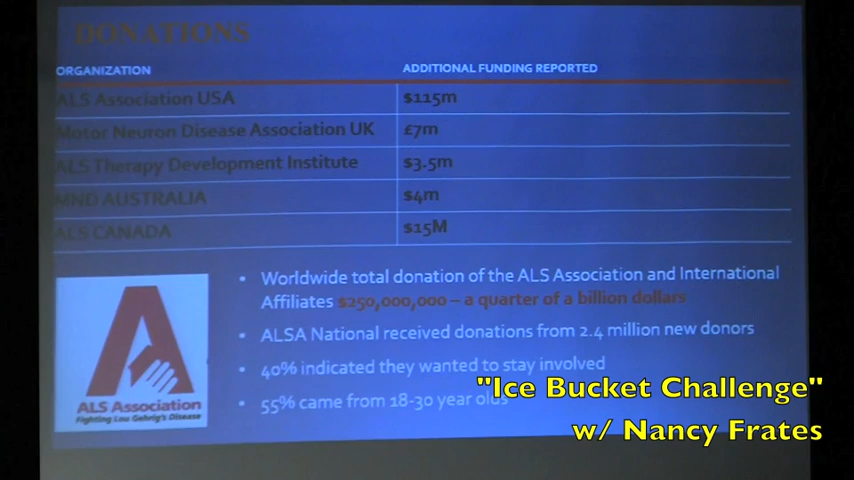 DONATIONS
ORGANIZATION ADDITIONAL FUNDING REPORTED
ALS Association USA $115m
Motor Neuron Disease Association UK £7m
ALS Therapy Development Institute $3.5m
MND AUSTRALIA $4m
ALS CANADA $15M
• Worldwide total donation of the ALS Association and International
Affiliates $250,000,000 – a quarter of a billion dollars
• ALSA National received donations from 2.4 million new donors
• 40% indicated they wanted to stay involved
• 55% came from 18-30 year olds
ALS Association
Fighting Lou Gehrig's Disease
"Ice Bucket Challenge"
w/ Nancy Frates